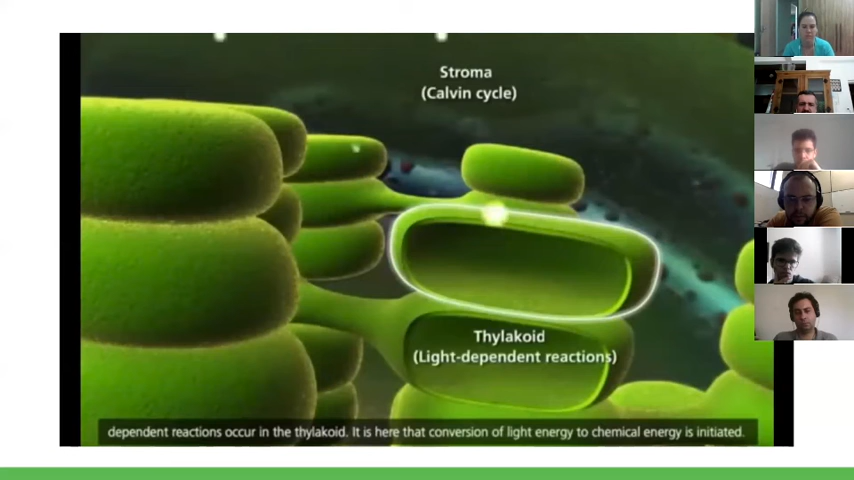 Stroma
(Calvin cycle)
Thylakoid
(Light-dependent reactions)
dependent reactions occur in the thylakoid. It is here that conversion of light energy to chemical energy is initiated.